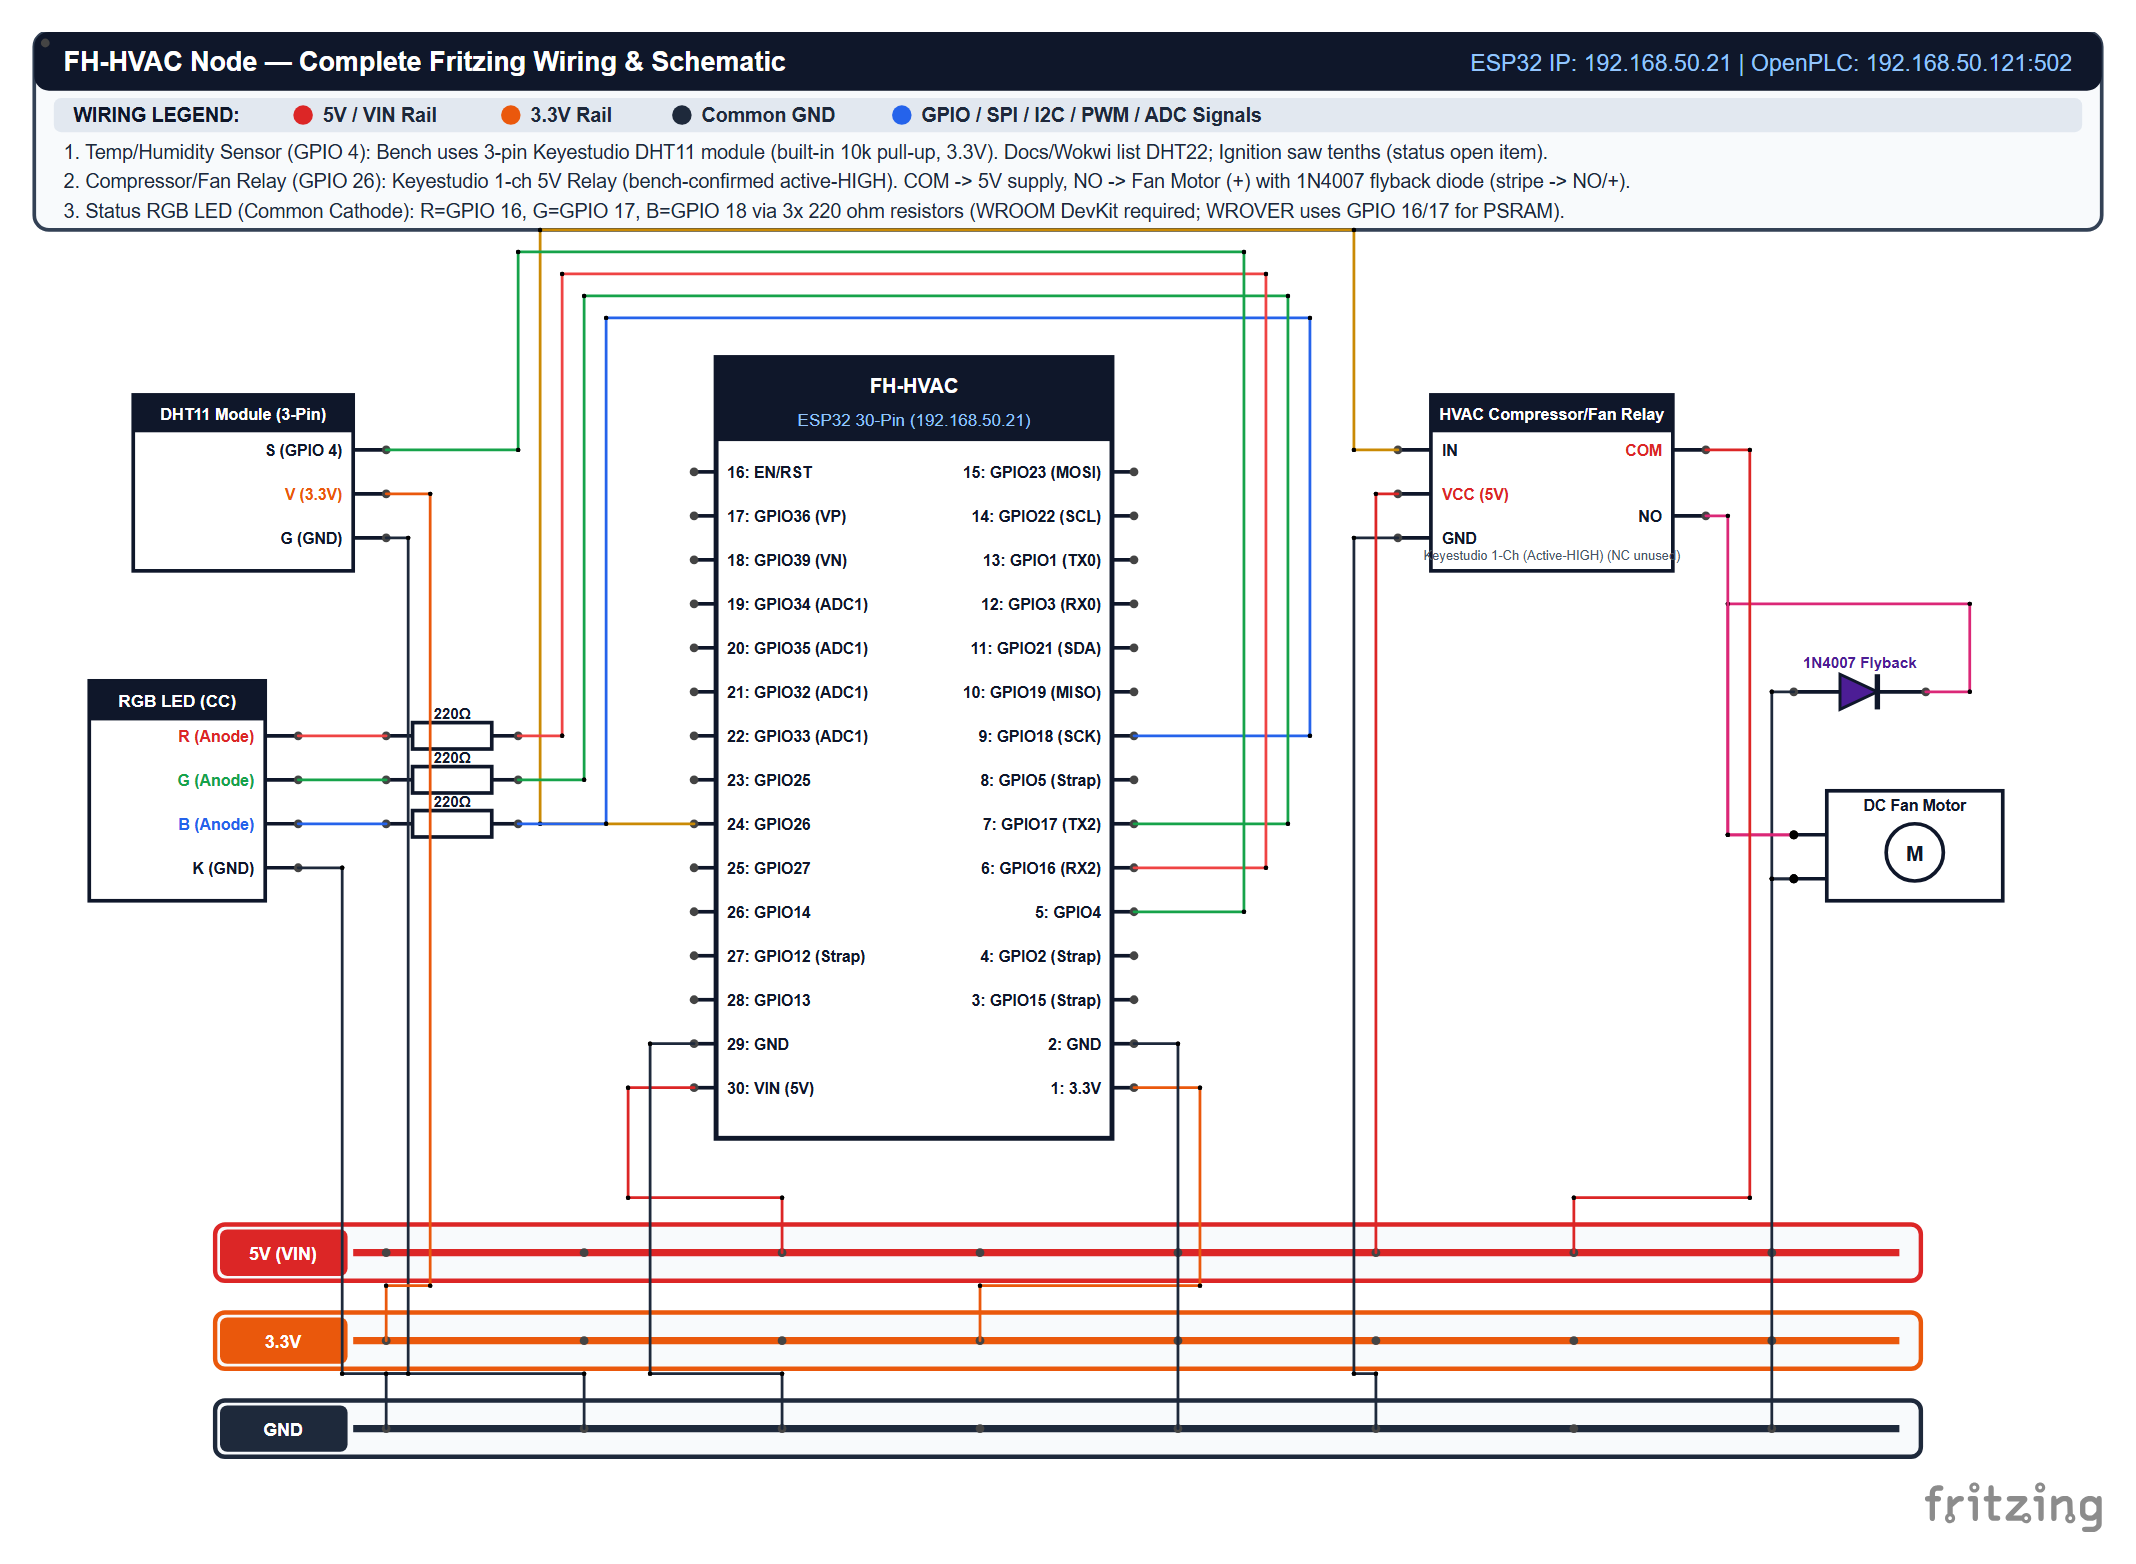 FH-HVAC Node — Complete Fritzing Wiring & Schematic
ESP32 IP: 192.168.50.21 | OpenPLC: 192.168.50.121:502
WIRING LEGEND:
5V / VIN Rail
3.3V Rail
Common GND
GPIO / SPI / I2C / PWM / ADC Signals
1. Temp/Humidity Sensor (GPIO 4): Bench uses 3-pin Keyestudio DHT11 module (built-in 10k pull-up, 3.3V). Docs/Wokwi list DHT22; Ignition saw tenths (status open item).
2. Compressor/Fan Relay (GPIO 26): Keyestudio 1-ch 5V Relay (bench-confirmed active-HIGH). COM -> 5V supply, NO -> Fan Motor (+) with 1N4007 flyback diode (stripe -> NO/+).
3. Status RGB LED (Common Cathode): R=GPIO 16, G=GPIO 17, B=GPIO 18 via 3x 220 ohm resistors (WROOM DevKit required; WROVER uses GPIO 16/17 for PSRAM).
DHT11 Module (3-Pin)
S (GPIO 4)
V (3.3V)
G (GND)
RGB LED (CC)
R (Anode)
G (Anode)
B (Anode)
K (GND)
220Ω
220Ω
220Ω
FH-HVAC
ESP32 30-Pin (192.168.50.21)
16: EN/RST
17: GPIO36 (VP)
18: GPIO39 (VN)
19: GPIO34 (ADC1)
20: GPIO35 (ADC1)
21: GPIO32 (ADC1)
22: GPIO33 (ADC1)
23: GPIO25
24: GPIO26
25: GPIO27
26: GPIO14
27: GPIO12 (Strap)
28: GPIO13
29: GND
30: VIN (5V)
15: GPIO23 (MOSI)
14: GPIO22 (SCL)
13: GPIO1 (TX0)
12: GPIO3 (RX0)
11: GPIO21 (SDA)
10: GPIO19 (MISO)
9: GPIO18 (SCK)
8: GPIO5 (Strap)
7: GPIO17 (TX2)
6: GPIO16 (RX2)
5: GPIO4
4: GPIO2 (Strap)
3: GPIO15 (Strap)
2: GND
1: 3.3V
HVAC Compressor/Fan Relay
IN
VCC (5V)
GND
COM
NO
Keyestudio 1-Ch (Active-HIGH) (NC unused)
1N4007 Flyback
DC Fan Motor
M
5V (VIN)
3.3V
GND
fritzing